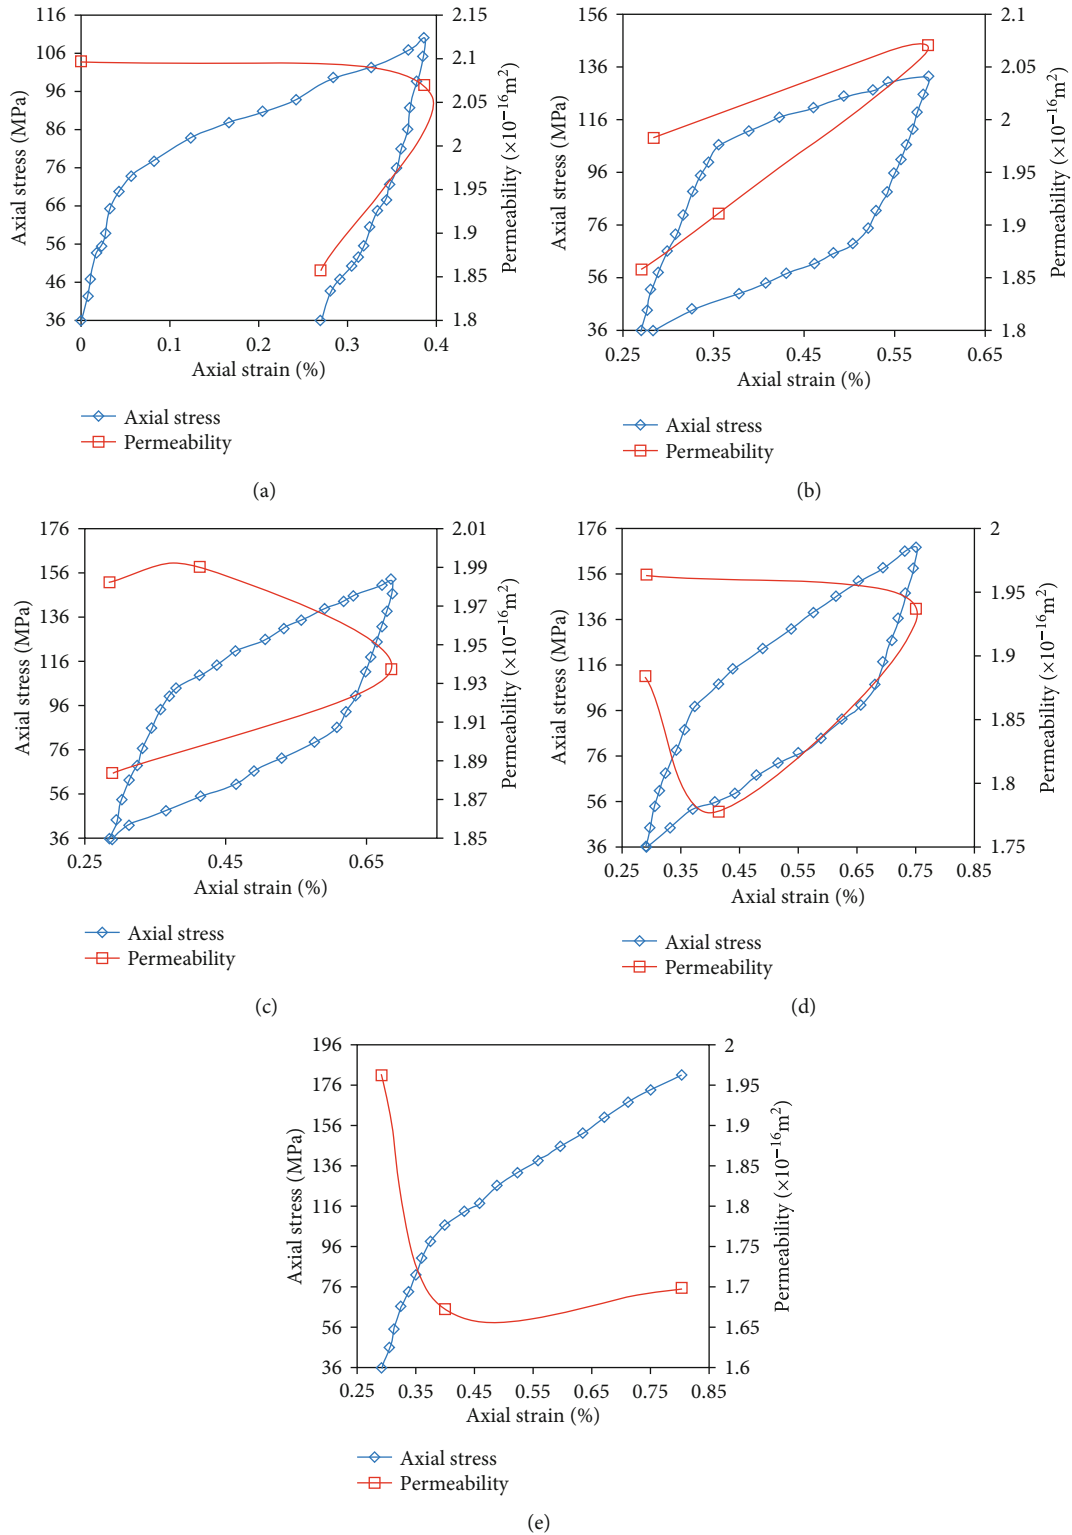 116
106
96
86
76
66
56
46
36
Axial stress (MPa)
2.15
2.1
2.05
2
1.95
1.9
1.85
1.8
Permeability (×10−16m2)
0 0.1 0.2 0.3 0.4
Axial strain (%)
Axial stress
Permeability
(a)
156
136
116
96
76
56
36
Axial stress (MPa)
2.1
2.05
2
1.95
1.9
1.85
1.8
Permeability (×10−16m2)
0.25 0.35 0.45 0.55 0.65
Axial strain (%)
Axial stress
Permeability
(b)
176
156
136
116
96
76
56
36
Axial stress (MPa)
2.01
1.99
1.97
1.95
1.93
1.91
1.89
1.87
1.85
Permeability (×10−16m2)
0.25 0.45 0.65
Axial strain (%)
Axial stress
Permeability
(c)
176
156
136
116
96
76
56
36
Axial stress (MPa)
2
1.95
1.9
1.85
1.8
1.75
Permeability (×10−16m2)
0.25 0.35 0.45 0.55 0.65 0.75 0.85
Axial strain (%)
Axial stress
Permeability
(d)
196
176
156
136
116
96
76
56
36
Axial stress (MPa)
2
1.95
1.9
1.85
1.8
1.75
1.7
1.65
1.6
Permeability (×10−16m2)
0.25 0.35 0.45 0.55 0.65 0.75 0.85
Axial strain (%)
Axial stress
Permeability
(e)